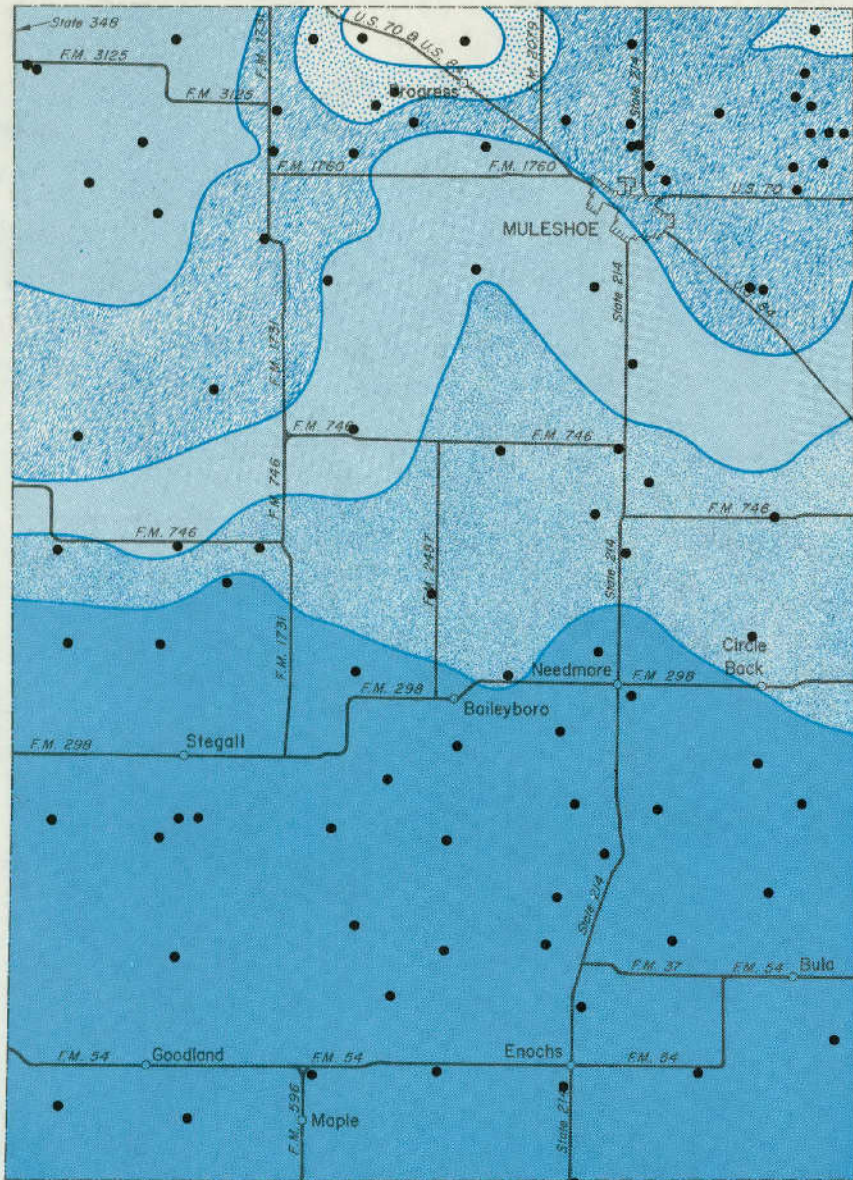 State 348
F.M. 1731
U.S. 70 & U.S. 84
F.M. 3125
State 214
F.M. 3125
Progress
F.M. 1760
F.M. 1760
U.S. 70
MULESHOE
State 214
U.S. 84
F.M. 1731
F.M. 746
F.M. 746
F.M. 746
F.M. 746
F.M. 746
F.M. 2487
State 214
F.M. 1731
Circle
Back
Needmore
F.M. 298
F.M. 298
Baileyboro
Stegall
F.M. 298
State 214
F.M. 37
F.M. 54
Bula
F.M. 54
Goodland
F.M. 54
Enochs
F.M. 54
F.M. 596
Maple
State 214